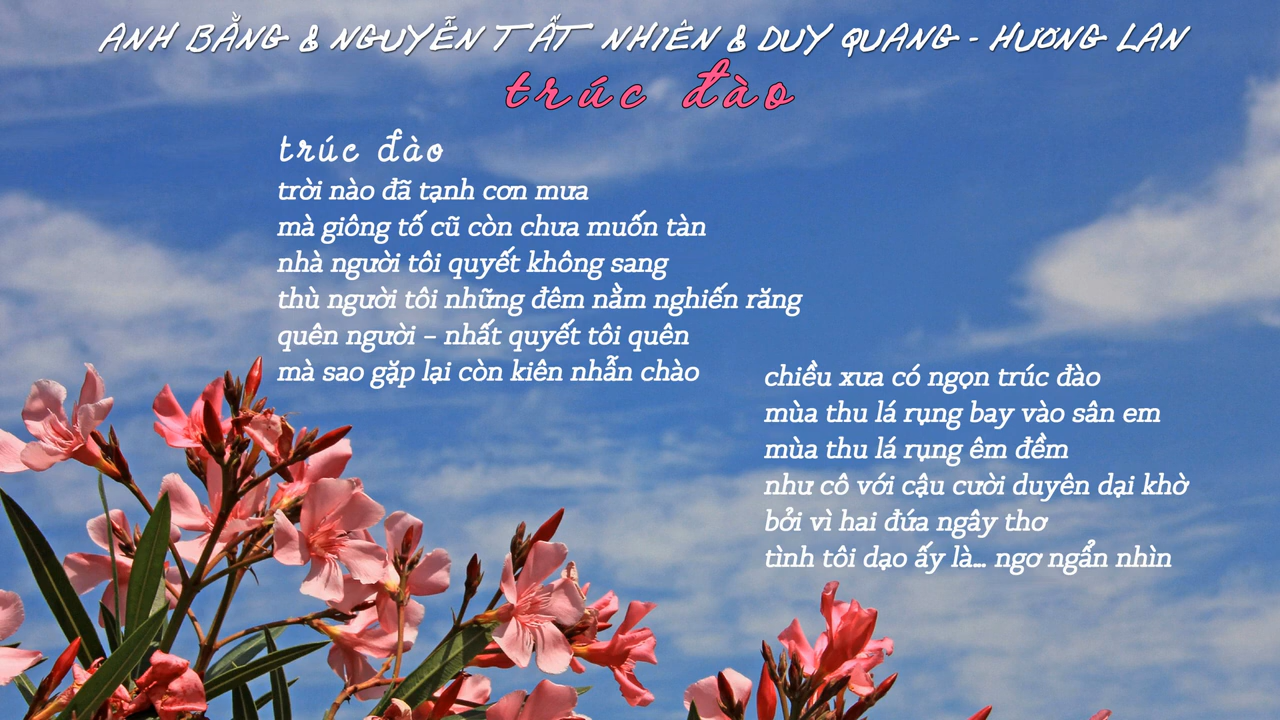 ANH BẰNG & NGUYỄN TẤT NHIÊN & DUY QUANG - HƯƠNG LAN
trúc đào
trúc đào
trời nào đã tạnh cơn mưa
mà giông tố cũ còn chưa muốn tàn
nhà người tôi quyết không sang
thù người tôi những đêm nằm nghiến răng
quên người – nhất quyết tôi quên
mà sao gặp lại còn kiên nhẫn chào
chiều xưa có ngọn trúc đào
mùa thu lá rụng bay vào sân em
mùa thu lá rụng êm đềm
như cô với cậu cười duyên dại khờ
bởi vì hai đứa ngây thơ
tình tôi dạo ấy là... ngơ ngẩn nhìn